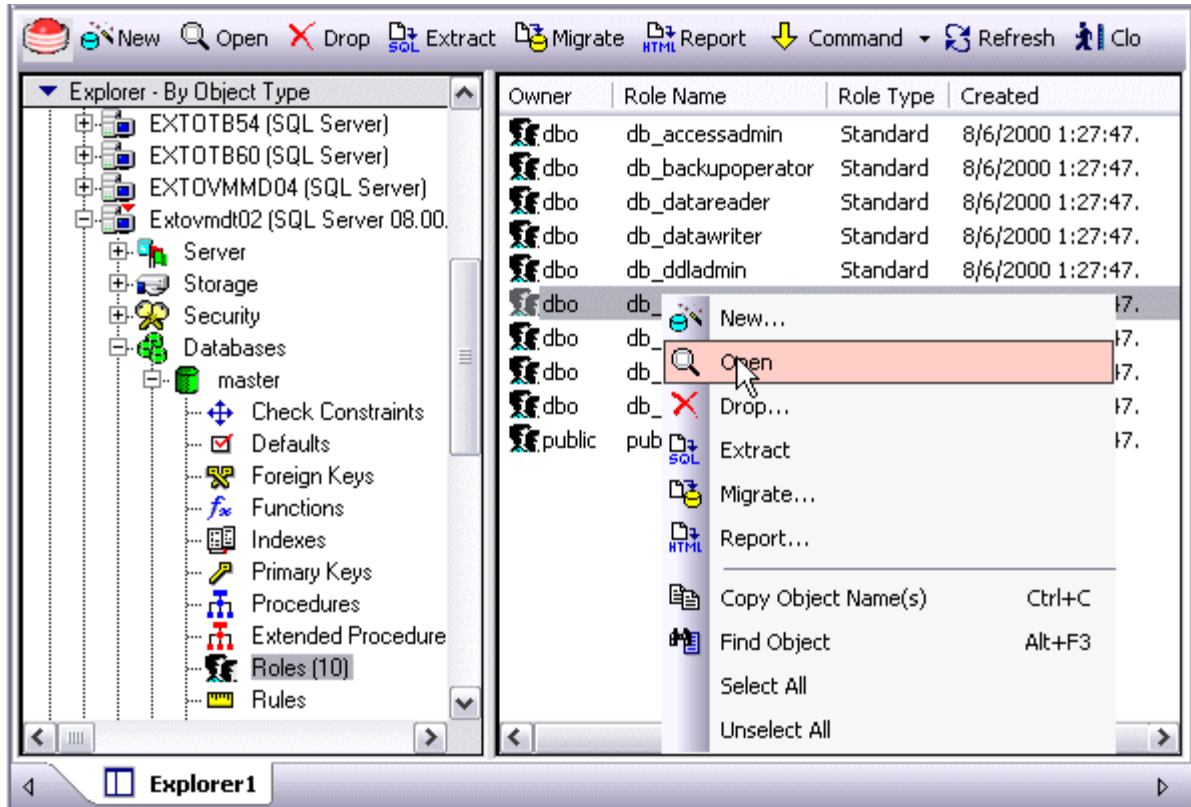 New Open Drop SQL Extract Migrate HTML Report Command Refresh Clo
Explorer - By Object Type
EXTOTB54 (SQL Server)
EXTOTB60 (SQL Server)
EXTOVMMD04 (SQL Server)
Extovmdt02 (SQL Server 08.00.
Server
Storage
Security
Databases
master
Check Constraints
Defaults
Foreign Keys
Functions
Indexes
Primary Keys
Procedures
Extended Procedure
Roles (10)
Rules
Owner Role Name Role Type Created
dbo db_accessadmin Standard 8/6/2000 1:27:47.
dbo db_backupoperator Standard 8/6/2000 1:27:47.
dbo db_datareader Standard 8/6/2000 1:27:47.
dbo db_datawriter Standard 8/6/2000 1:27:47.
dbo db_ddladmin Standard 8/6/2000 1:27:47.
dbo db_ 47.
dbo db_ 47.
dbo db_ 47.
dbo db_ 47.
public pub 47.
New...
Open
Drop...
SQL Extract
Migrate...
HTML Report...
Copy Object Name(s) Ctrl+C
Find Object Alt+F3
Select All
Unselect All
Explorer1